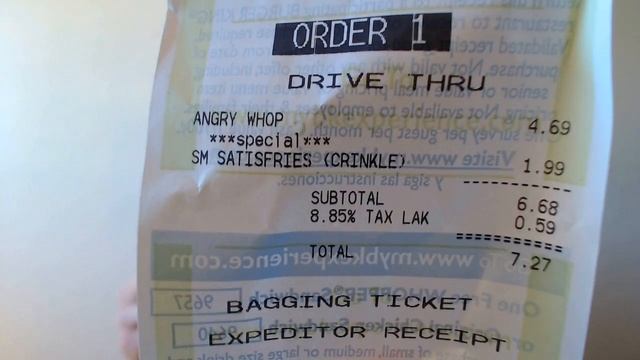 ORDER 1
DRIVE THRU
ANGRY WHOP 4.69
***special***
SM SATISFRIES (CRINKLE) 1.99
SUBTOTAL 6.68
8.85% TAX LAK 0.59
TOTAL 7.27
BAGGING TICKET
EXPEDITOR RECEIPT